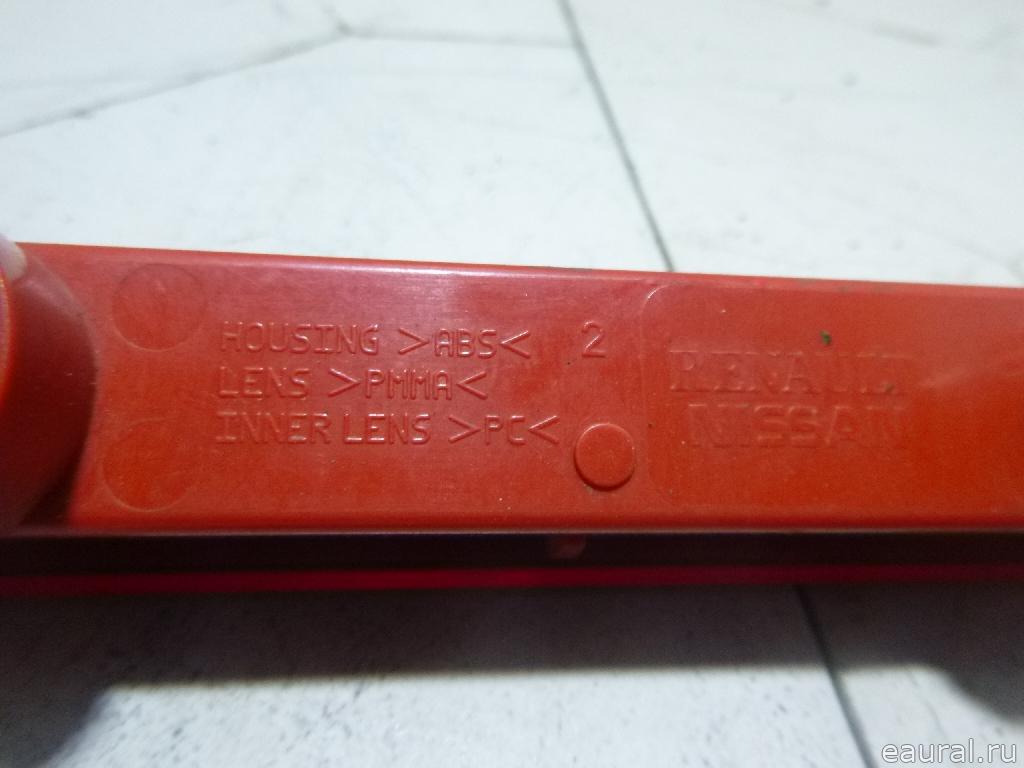 HOUSING >ABS< 2
LENS >PMMA<
INNER LENS >PC<
RENAULT
NISSAN
eaural.ru